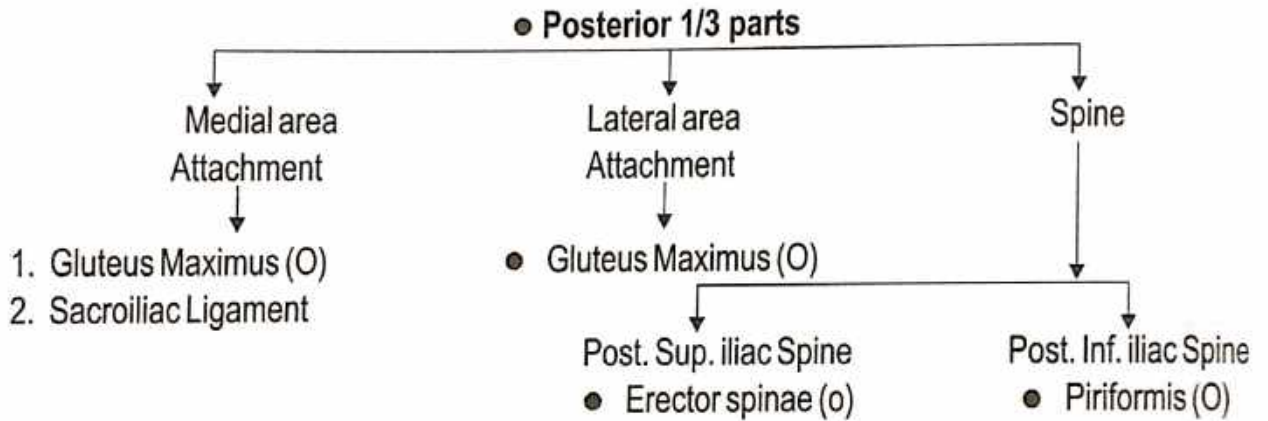 ● Posterior 1/3 parts
Medial area
Attachment
1. Gluteus Maximus (O)
2. Sacroiliac Ligament
Lateral area
Attachment
● Gluteus Maximus (O)
Spine
Post. Sup. iliac Spine
● Erector spinae (o)
Post. Inf. iliac Spine
● Piriformis (O)